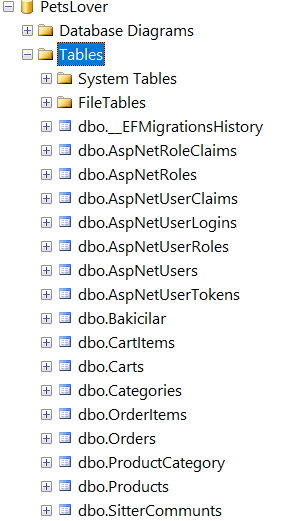 PetsLover
Database Diagrams
Tables
System Tables
FileTables
dbo.__EFMigrationsHistory
dbo.AspNetRoleClaims
dbo.AspNetRoles
dbo.AspNetUserClaims
dbo.AspNetUserLogins
dbo.AspNetUserRoles
dbo.AspNetUsers
dbo.AspNetUserTokens
dbo.Bakicilar
dbo.CartItems
dbo.Carts
dbo.Categories
dbo.OrderItems
dbo.Orders
dbo.ProductCategory
dbo.Products
dbo.SitterCommunts